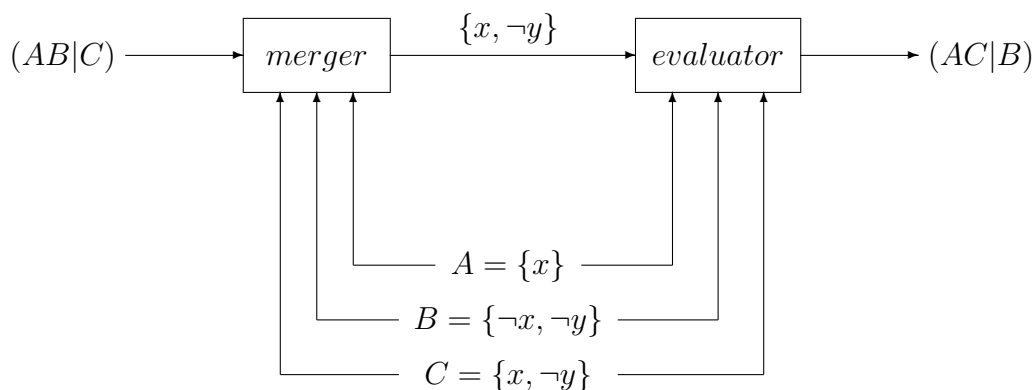 {x, ¬y}
(AB|C) merger evaluator (AC|B)
A = {x}
B = {¬x, ¬y}
C = {x, ¬y}